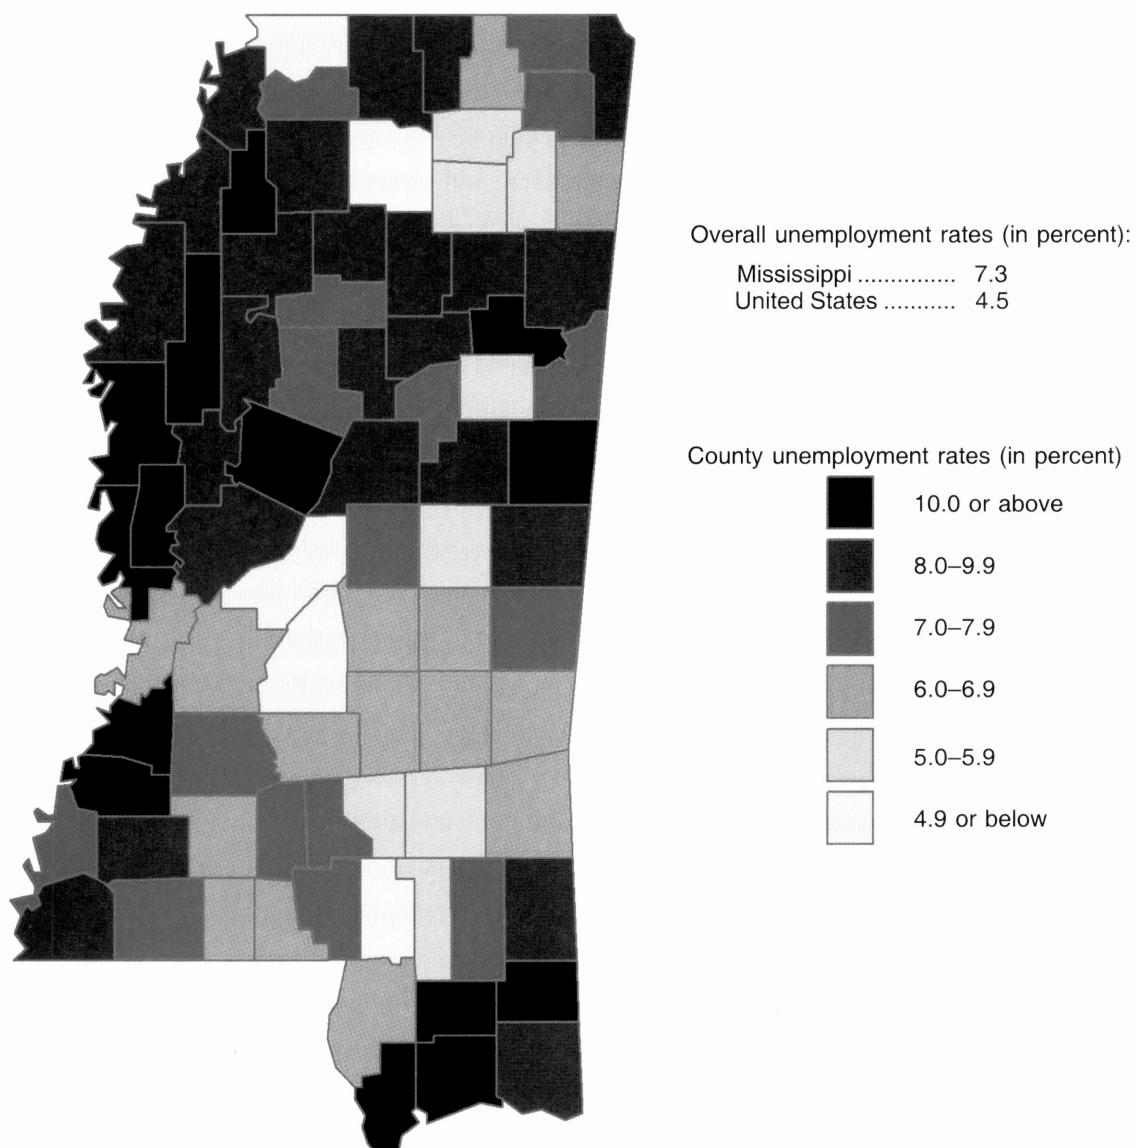 Overall unemployment rates (in percent):
Mississippi ............... 7.3
United States ........... 4.5
County unemployment rates (in percent)
10.0 or above
8.0–9.9
7.0–7.9
6.0–6.9
5.0–5.9
4.9 or below